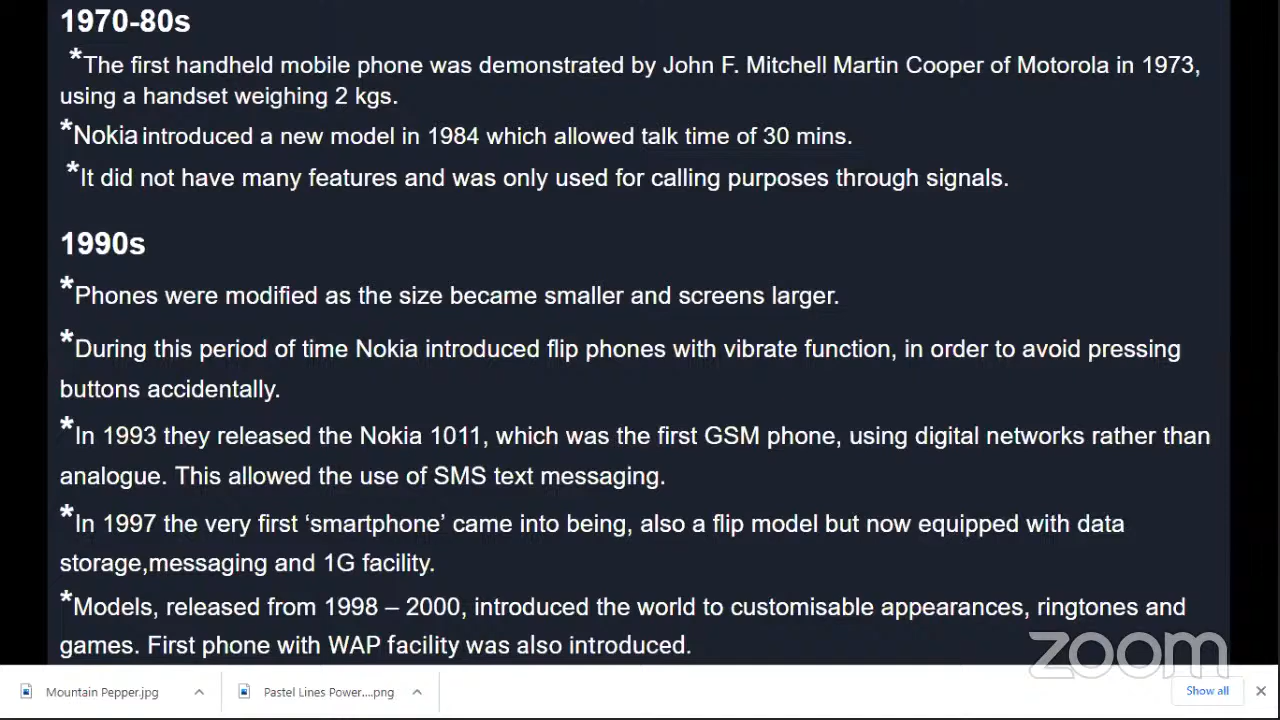 1970-80s
*The first handheld mobile phone was demonstrated by John F. Mitchell Martin Cooper of Motorola in 1973,
using a handset weighing 2 kgs.
*Nokia introduced a new model in 1984 which allowed talk time of 30 mins.
*It did not have many features and was only used for calling purposes through signals.
1990s
*Phones were modified as the size became smaller and screens larger.
*During this period of time Nokia introduced flip phones with vibrate function, in order to avoid pressing
buttons accidentally.
*In 1993 they released the Nokia 1011, which was the first GSM phone, using digital networks rather than
analogue. This allowed the use of SMS text messaging.
*In 1997 the very first ‘smartphone’ came into being, also a flip model but now equipped with data
storage,messaging and 1G facility.
*Models, released from 1998 – 2000, introduced the world to customisable appearances, ringtones and
games. First phone with WAP facility was also introduced.
zoom
Mountain Pepper.jpg
Pastel Lines Power....png
Show all